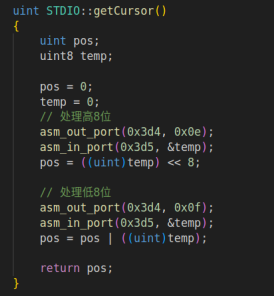 uint STDIO::getCursor()
{
    uint pos;
    uint8 temp;

    pos = 0;
    temp = 0;
    // 处理高8位
    asm_out_port(0x3d4, 0x0e);
    asm_in_port(0x3d5, &temp);
    pos = ((uint)temp) << 8;

    // 处理低8位
    asm_out_port(0x3d4, 0x0f);
    asm_in_port(0x3d5, &temp);
    pos = pos | ((uint)temp);

    return pos;
}